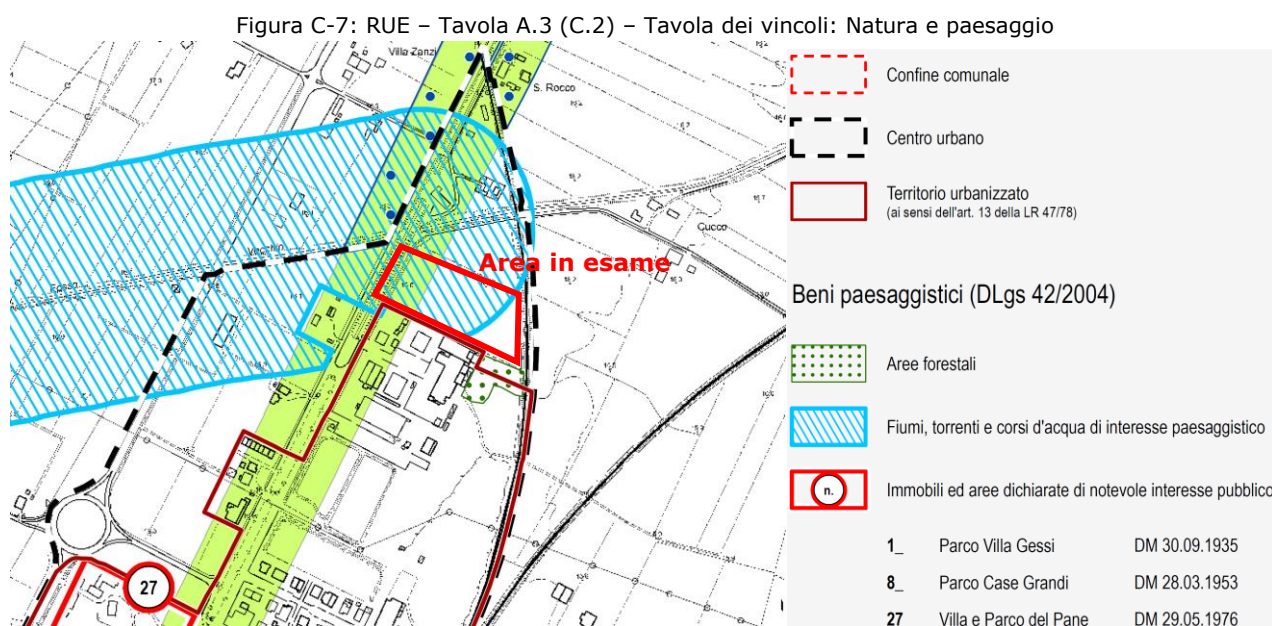 Figura C-7: RUE – Tavola A.3 (C.2) – Tavola dei vincoli: Natura e paesaggio
Villa Zanzi
S. Rocco
Cucco
Area in esame
27
Confine comunale
Centro urbano
Territorio urbanizzato
(ai sensi dell'art. 13 della LR 47/78)
Beni paesaggistici (DLgs 42/2004)
Aree forestali
Fiumi, torrenti e corsi d'acqua di interesse paesaggistico
n.
Immobili ed aree dichiarate di notevole interesse pubblico
1_ Parco Villa Gessi DM 30.09.1935
8_ Parco Case Grandi DM 28.03.1953
27 Villa e Parco del Pane DM 29.05.1976